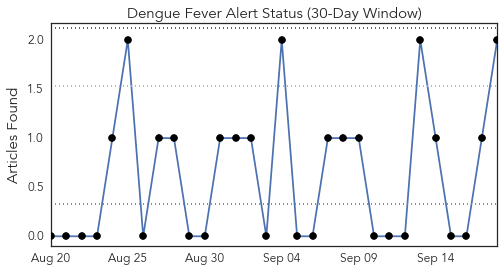 Dengue Fever Alert Status (30-Day Window)
Articles Found
2.0
1.5
1.0
0.5
0.0
Aug 20 Aug 25 Aug 30 Sep 04 Sep 09 Sep 14